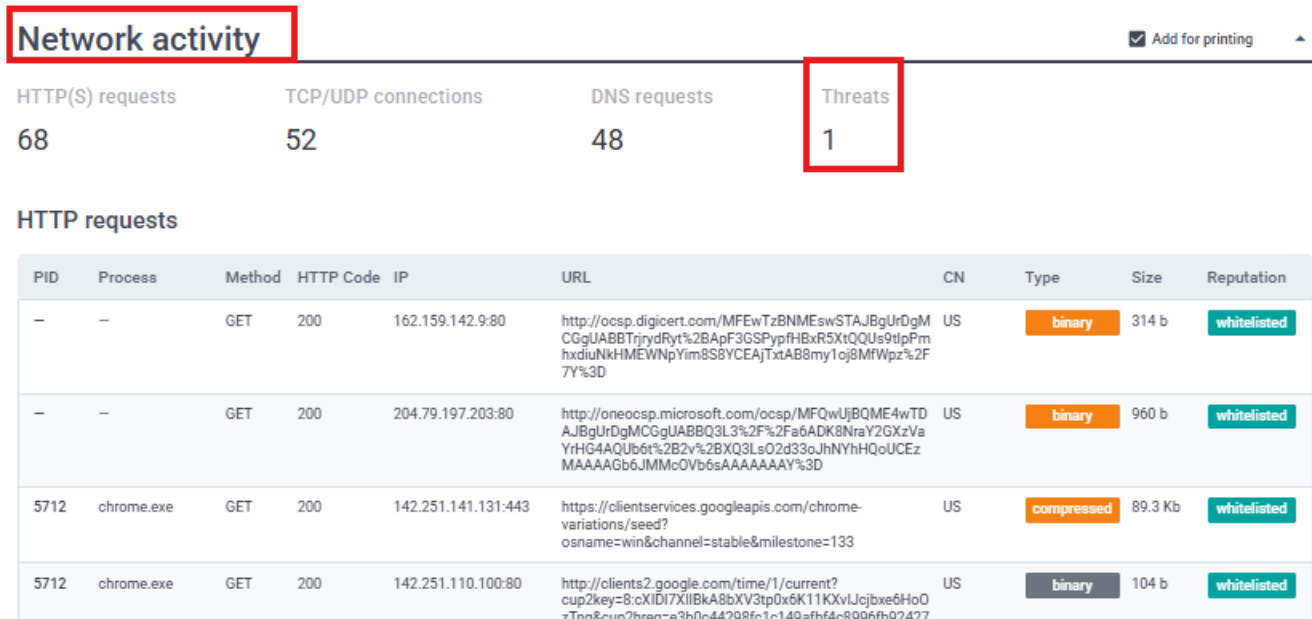 Network activity
Add for printing
HTTP(S) requests TCP/UDP connections DNS requests Threats
68 52 48 1
HTTP requests
PID Process Method HTTP Code IP URL CN Type Size Reputation
– – GET 200 162.159.142.9:80 http://ocsp.digicert.com/MFEwTzBNMEswSTAJBgUrDgM US binary 314 b whitelisted
CGgUABBTrjrydRyt%2BApF3GSPypfHBxR5XtQQUs9tIpPm
hxdiuNkHMEWNpYim8S8YCEAjTxtAB8my1oj8MfWpz%2F
7Y%3D
– – GET 200 204.79.197.203:80 http://oneocsp.microsoft.com/ocsp/MFQwUjBQME4wTD US binary 960 b whitelisted
AJBgUrDgMCGgUABBQ3L3%2F%2Fa6ADK8NraY2GXzVa
YrHG4AQUb6t%2B2v%2BXQ3LsO2d33oJhNYhHQoUCEz
MAAAAGb6JMMcOVb6sAAAAAAAY%3D
5712 chrome.exe GET 200 142.251.141.131:443 https://clientservices.googleapis.com/chrome- US compressed 89.3 Kb whitelisted
variations/seed?
osname=win&channel=stable&milestone=133
5712 chrome.exe GET 200 142.251.110.100:80 http://clients2.google.com/time/1/current? US binary 104 b whitelisted